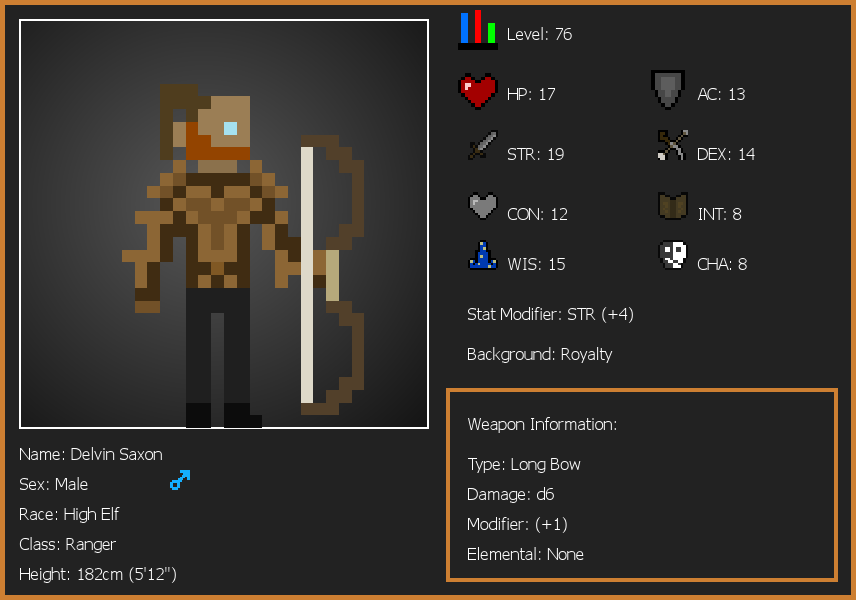 Level: 76
HP: 17
AC: 13
STR: 19
DEX: 14
CON: 12
INT: 8
WIS: 15
CHA: 8
Stat Modifier: STR (+4)
Background: Royalty
Weapon Information:
Type: Long Bow
Damage: d6
Modifier: (+1)
Elemental: None
Name: Delvin Saxon
Sex: Male
Race: High Elf
Class: Ranger
Height: 182cm (5'12")